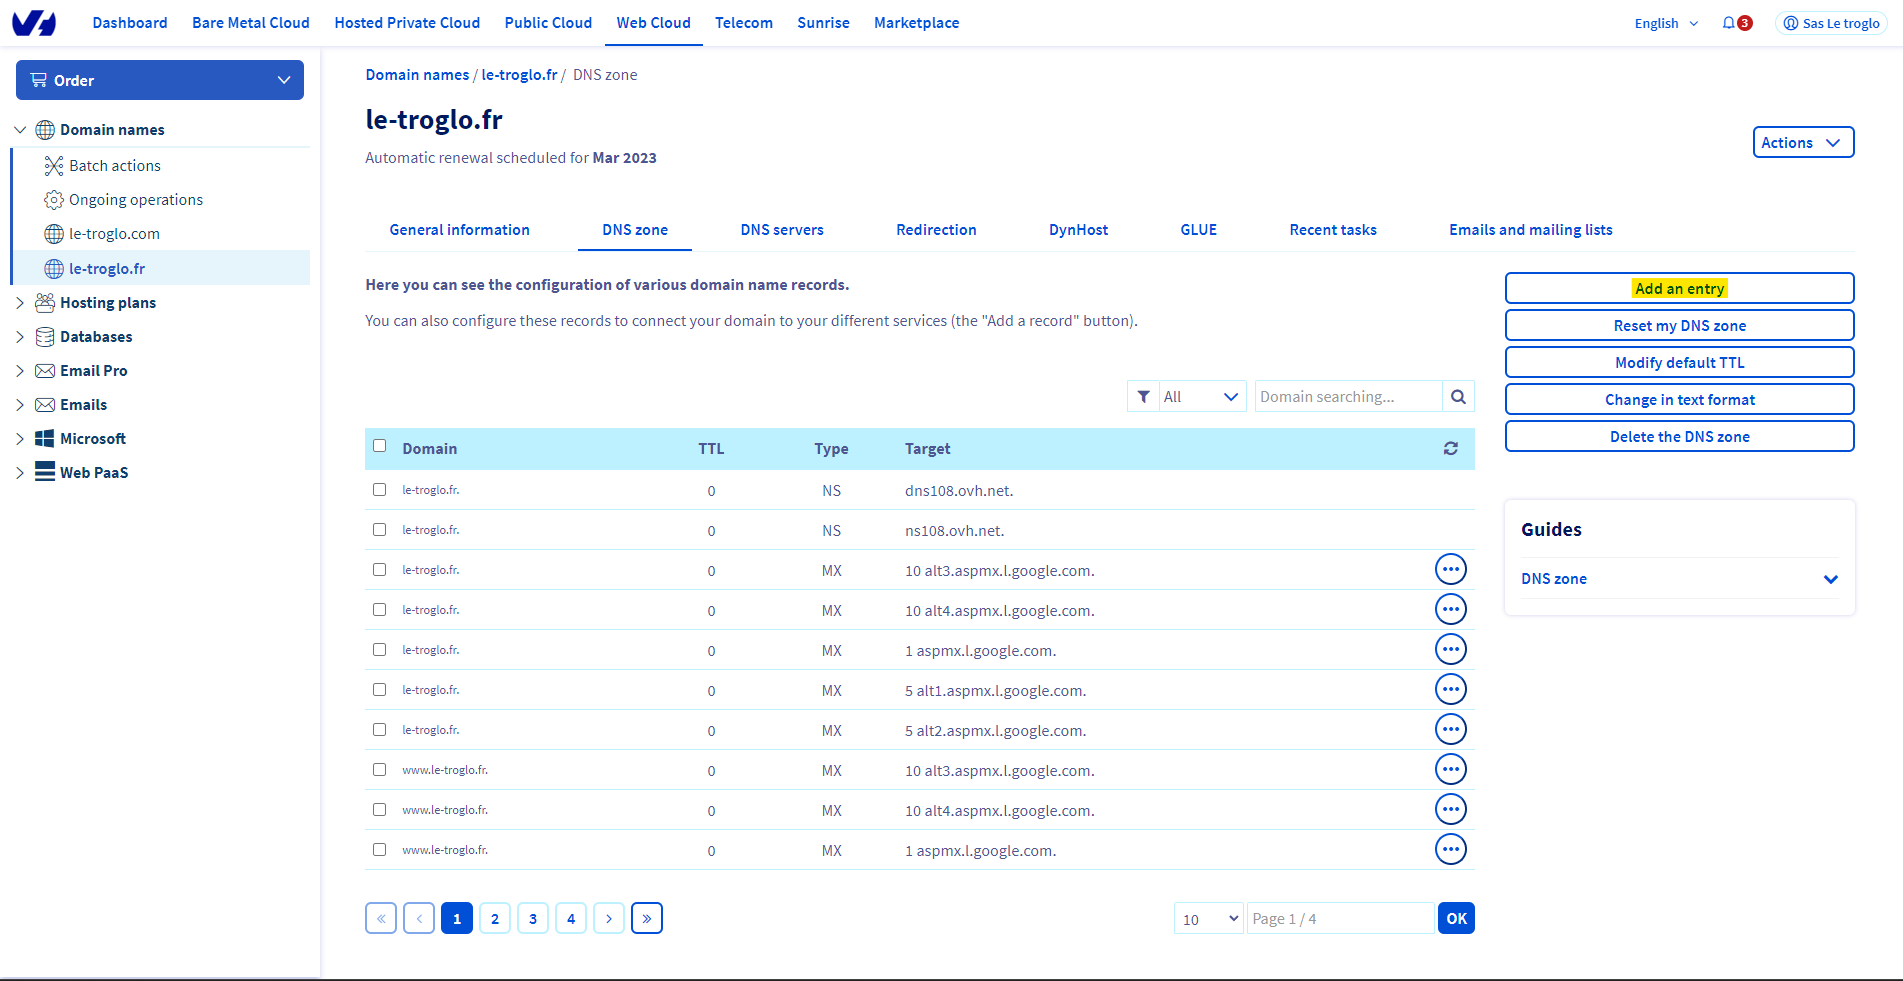 Dashboard Bare Metal Cloud Hosted Private Cloud Public Cloud Web Cloud Telecom Sunrise Marketplace English 3 Sas Le troglo
Order
Domain names
Batch actions
Ongoing operations
le-troglo.com
le-troglo.fr
Hosting plans
Databases
Email Pro
Emails
Microsoft
Web PaaS
Domain names / le-troglo.fr / DNS zone
le-troglo.fr
Automatic renewal scheduled for Mar 2023
Actions
General information DNS zone DNS servers Redirection DynHost GLUE Recent tasks Emails and mailing lists
Here you can see the configuration of various domain name records.
You can also configure these records to connect your domain to your different services (the "Add a record" button).
All Domain searching...
Domain TTL Type Target
le-troglo.fr. 0 NS dns108.ovh.net.
le-troglo.fr. 0 NS ns108.ovh.net.
le-troglo.fr. 0 MX 10 alt3.aspmx.l.google.com.
le-troglo.fr. 0 MX 10 alt4.aspmx.l.google.com.
le-troglo.fr. 0 MX 1 aspmx.l.google.com.
le-troglo.fr. 0 MX 5 alt1.aspmx.l.google.com.
le-troglo.fr. 0 MX 5 alt2.aspmx.l.google.com.
www.le-troglo.fr. 0 MX 10 alt3.aspmx.l.google.com.
www.le-troglo.fr. 0 MX 10 alt4.aspmx.l.google.com.
www.le-troglo.fr. 0 MX 1 aspmx.l.google.com.
« ‹ 1 2 3 4 › » 10 Page 1 / 4 OK
Add an entry
Reset my DNS zone
Modify default TTL
Change in text format
Delete the DNS zone
Guides
DNS zone